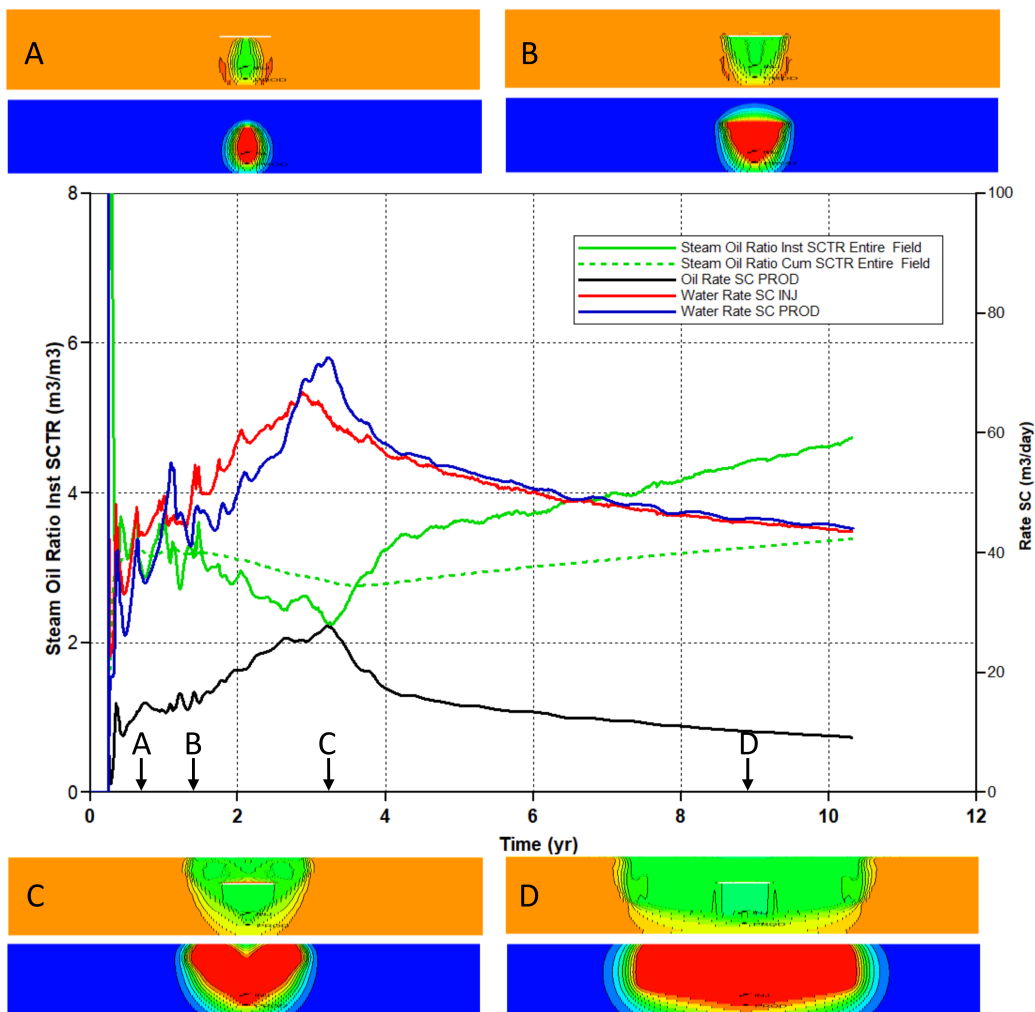 A
B
8
6
4
2
0
100
80
60
40
20
0
Steam Oil Ratio Inst SCTR (m3/m3)
Rate SC (m3/day)
Steam Oil Ratio Inst SCTR Entire Field
Steam Oil Ratio Cum SCTR Entire Field
Oil Rate SC PROD
Water Rate SC INJ
Water Rate SC PROD
A B C D
0 2 4 6 8 10 12
Time (yr)
C
D
INJ
PROD